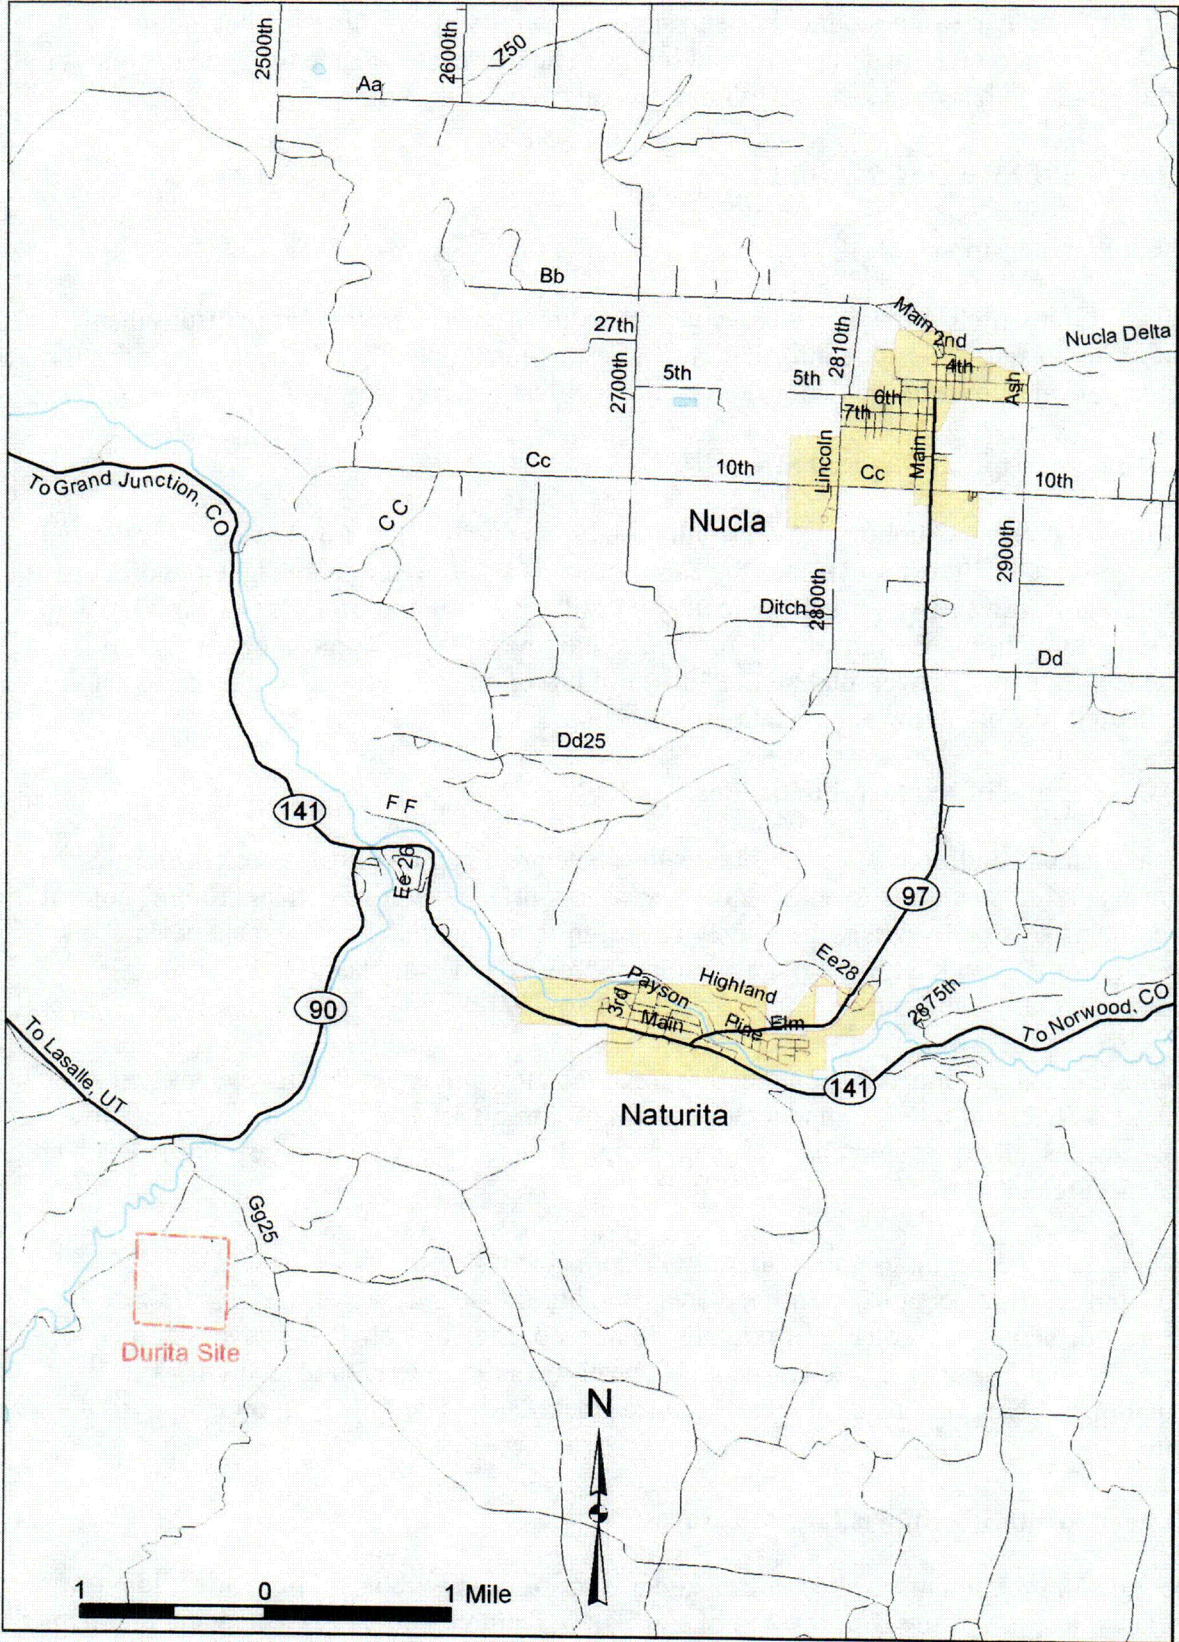 2500th
2600th
Z50
Aa
Bb
Main
27th
2810th
2nd
Nucla Delta
2700th
5th
5th
4th
Ash
6th
7th
Lincoln
Main
Cc
10th
Cc
10th
To Grand Junction, CO
C C
Nucla
2900th
Ditch
2800th
Dd
Dd25
141
F F
Ee 26
97
Ee28
90
Payson
Highland
3rd
Main
Pine
Elm
2875th
To Norwood, CO
To Lasalle, UT
141
Naturita
Gg25
Durita Site
N
1 0 1 Mile